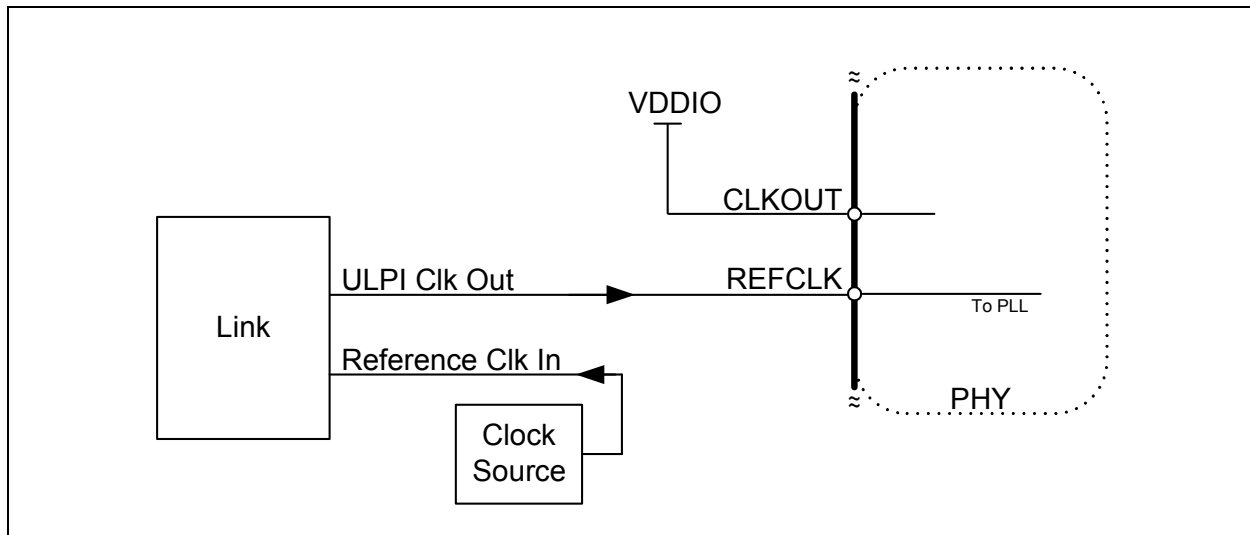 VDDIO
CLKOUT
ULPI Clk Out
REFCLK
To PLL
Link
Reference Clk In
Clock
Source
PHY